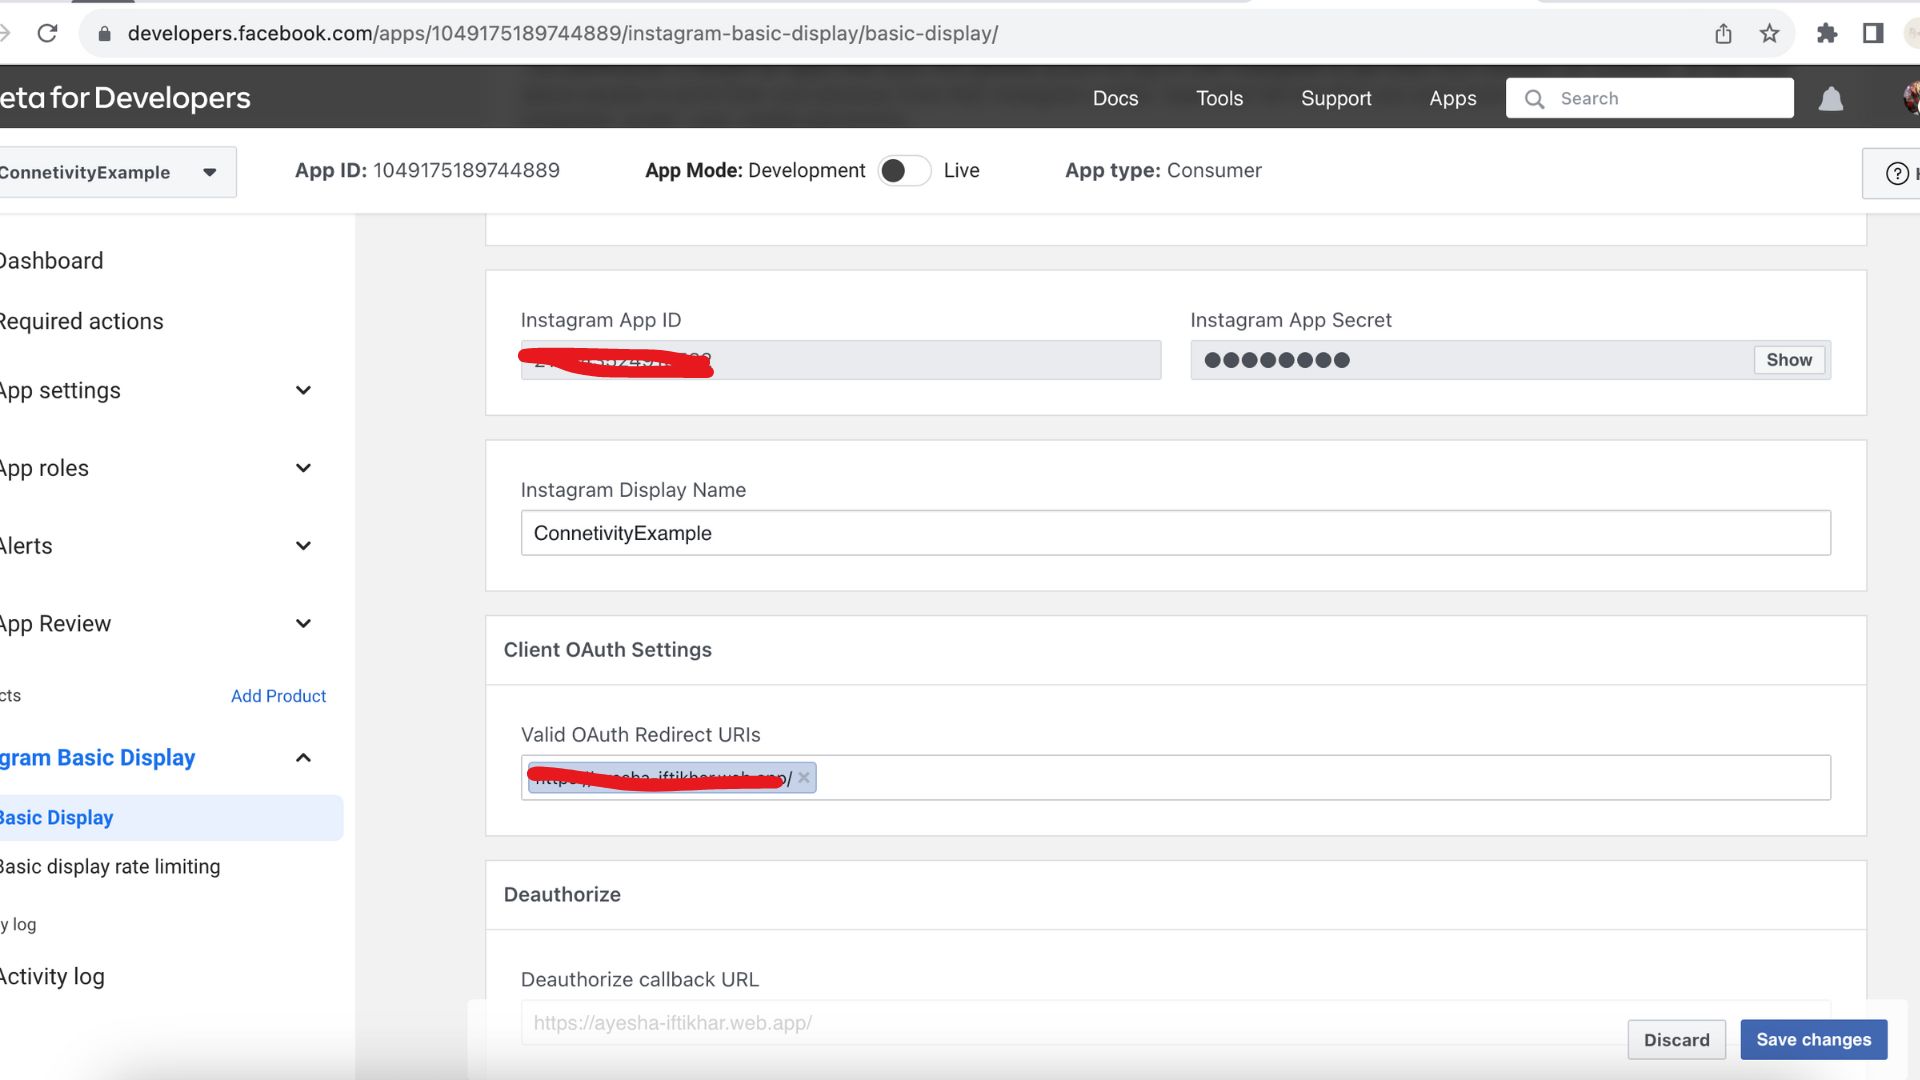 developers.facebook.com/apps/1049175189744889/instagram-basic-display/basic-display/
eta for Developers
Docs
Tools
Support
Apps
Search
ConnetivityExample
App ID: 1049175189744889
App Mode: Development
Live
App type: Consumer
Dashboard
Required actions
App settings
App roles
Alerts
App Review
cts
Add Product
gram Basic Display
Basic Display
Basic display rate limiting
y log
Activity log
Instagram App ID
Instagram App Secret
●●●●●●●●
Show
Instagram Display Name
ConnetivityExample
Client OAuth Settings
Valid OAuth Redirect URIs
Deauthorize
Deauthorize callback URL
https://ayesha-iftikhar.web.app/
Discard
Save changes